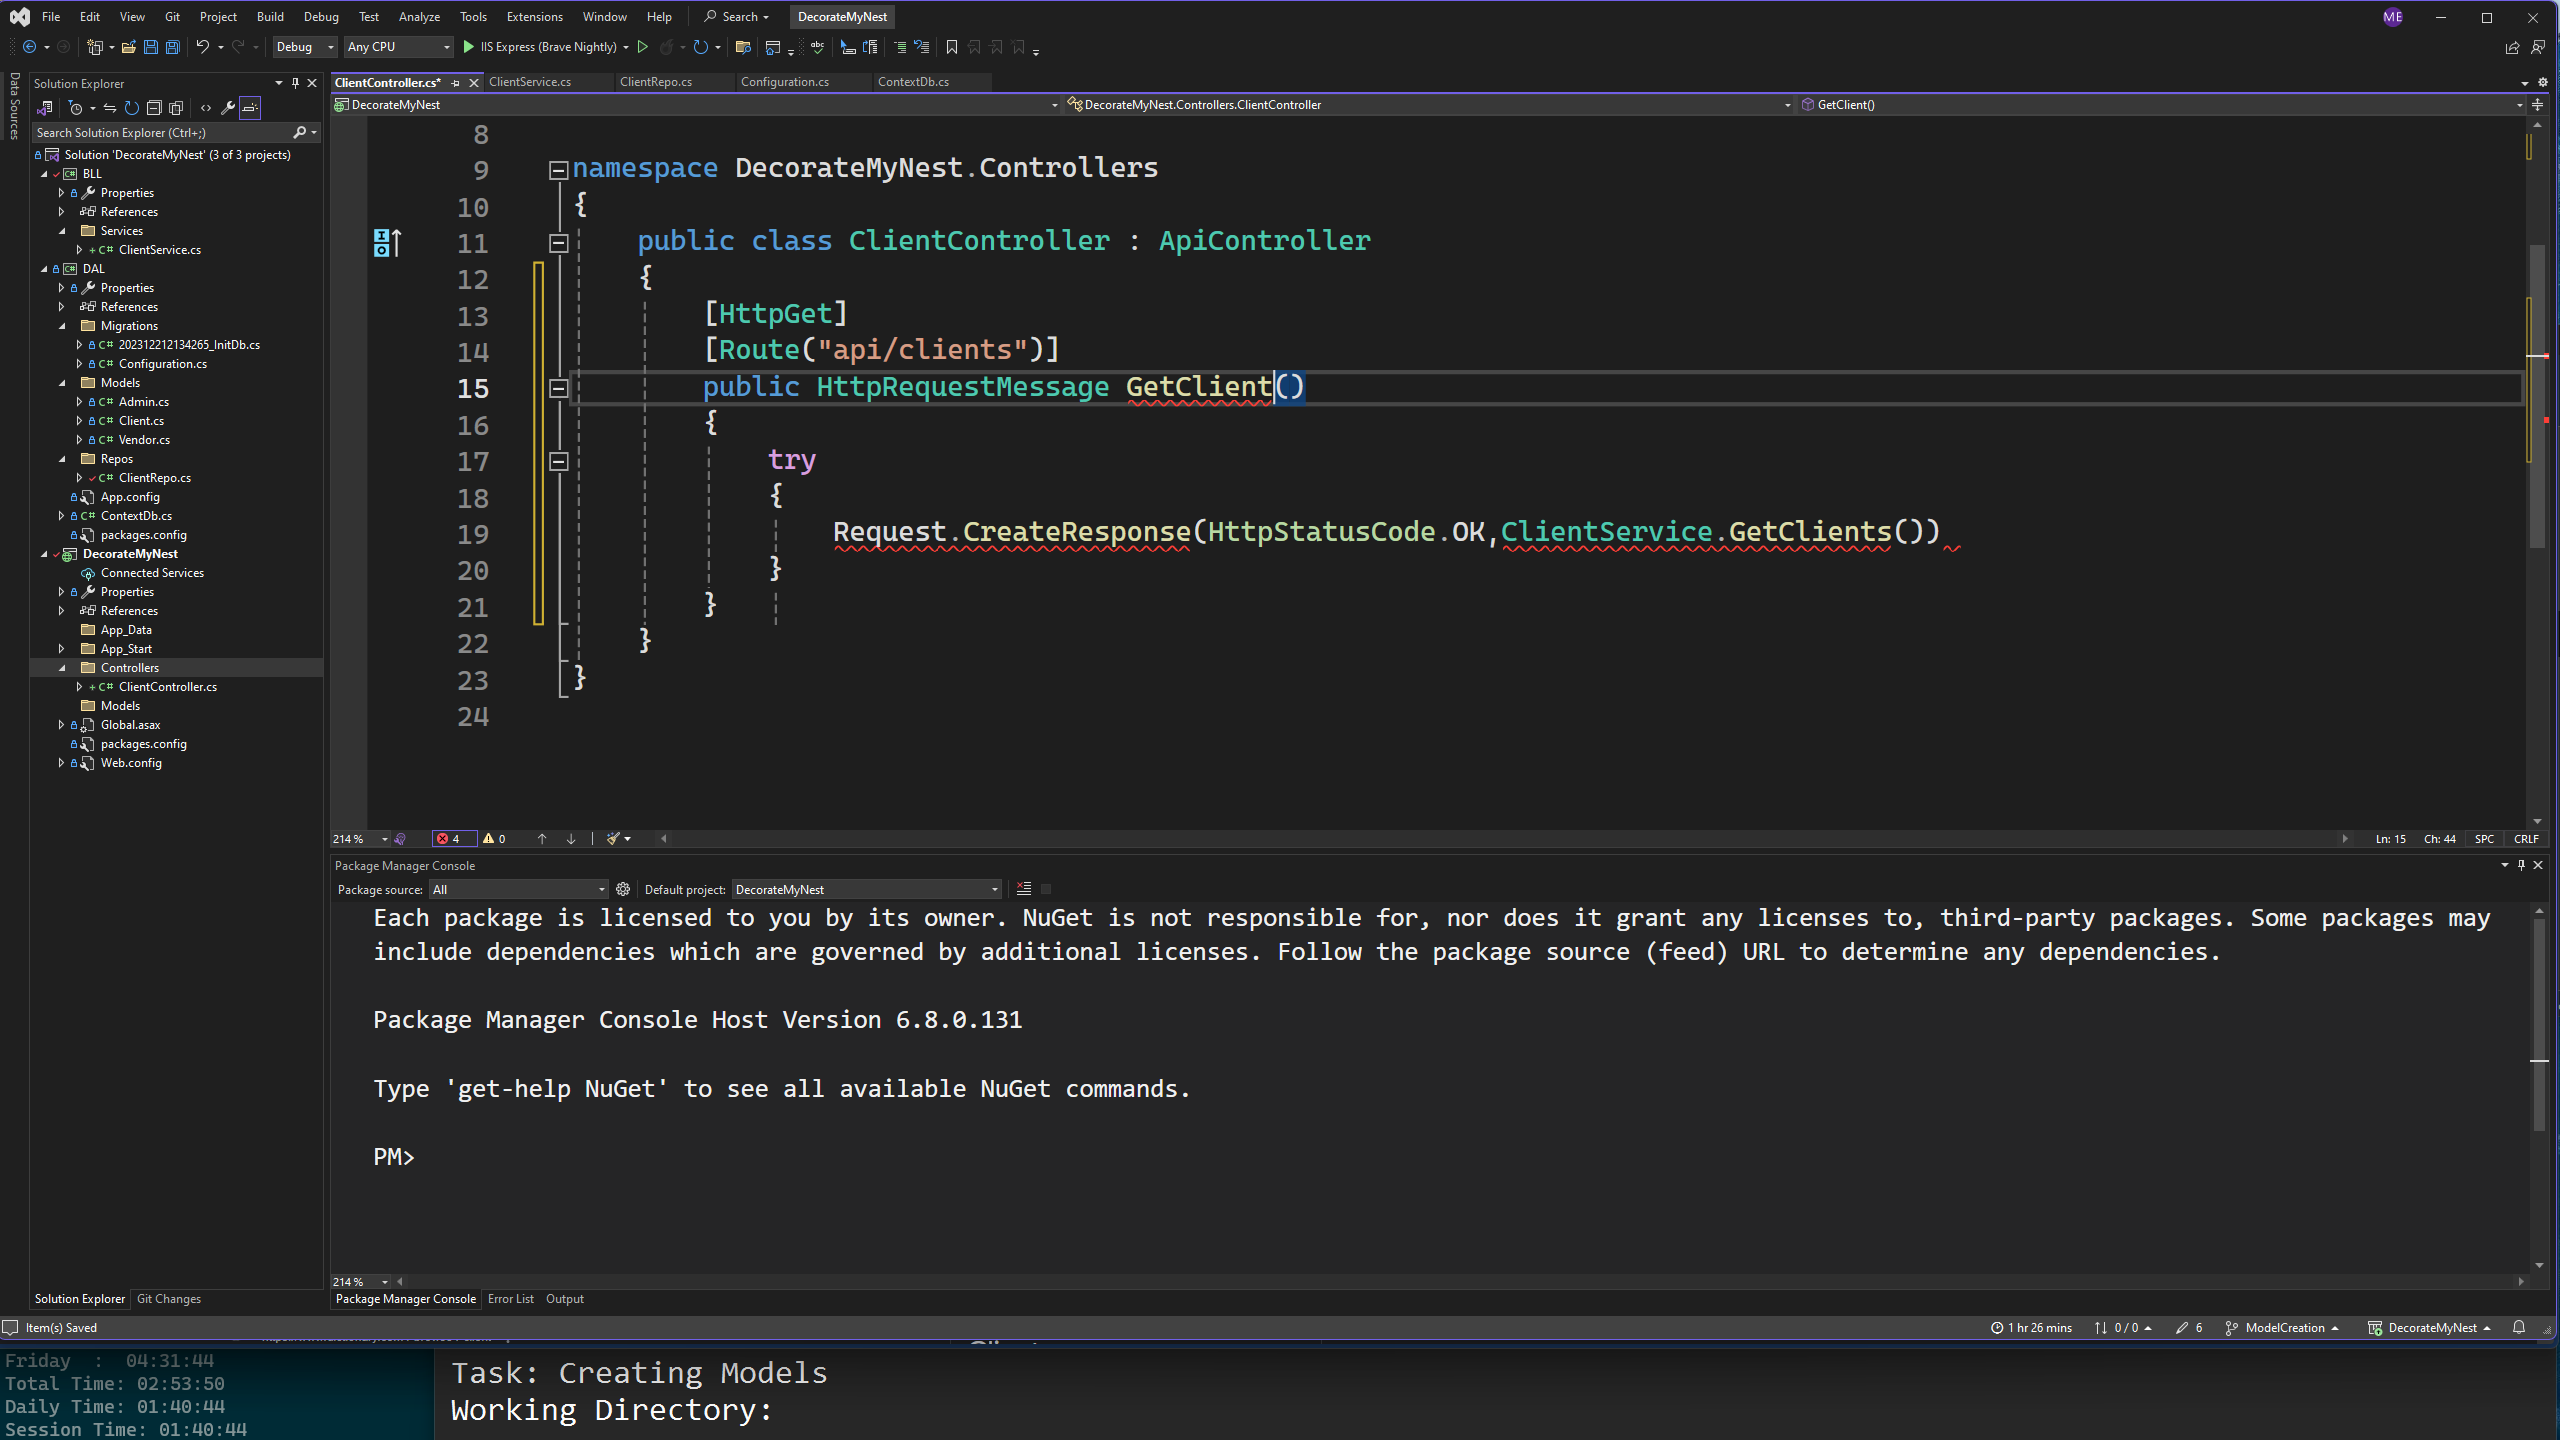 File Edit View Git Project Build Debug Test Analyze Tools Extensions Window Help Search DecorateMyNest ME
Debug Any CPU IIS Express (Brave Nightly)
Data Sources
Solution Explorer
Search Solution Explorer (Ctrl+;)
Solution 'DecorateMyNest' (3 of 3 projects)
BLL
Properties
References
Services
C# ClientService.cs
DAL
Properties
References
Migrations
C# 202312212134265_InitDb.cs
C# Configuration.cs
Models
C# Admin.cs
C# Client.cs
C# Vendor.cs
Repos
C# ClientRepo.cs
App.config
C# ContextDb.cs
packages.config
DecorateMyNest
Connected Services
Properties
References
App_Data
App_Start
Controllers
C# ClientController.cs
Models
Global.asax
packages.config
Web.config
Solution Explorer Git Changes
ClientController.cs* ClientService.cs ClientRepo.cs Configuration.cs ContextDb.cs
DecorateMyNest DecorateMyNest.Controllers.ClientController GetClient()
8
9 namespace DecorateMyNest.Controllers
10 {
11 public class ClientController : ApiController
12 {
13 [HttpGet]
14 [Route("api/clients")]
15 public HttpRequestMessage GetClient()
16 {
17 try
18 {
19 Request.CreateResponse(HttpStatusCode.OK,ClientService.GetClients())
20 }
21 }
22 }
23 }
24
214 % 4 0 Ln: 15 Ch: 44 SPC CRLF
Package Manager Console
Package source: All Default project: DecorateMyNest
Each package is licensed to you by its owner. NuGet is not responsible for, nor does it grant any licenses to, third-party packages. Some packages may
include dependencies which are governed by additional licenses. Follow the package source (feed) URL to determine any dependencies.
Package Manager Console Host Version 6.8.0.131
Type 'get-help NuGet' to see all available NuGet commands.
PM>
214 %
Package Manager Console Error List Output
Item(s) Saved 1 hr 26 mins 0 / 0 6 ModelCreation DecorateMyNest
Friday : 04:31:44
Total Time: 02:53:50
Daily Time: 01:40:44
Session Time: 01:40:44
Task: Creating Models
Working Directory: